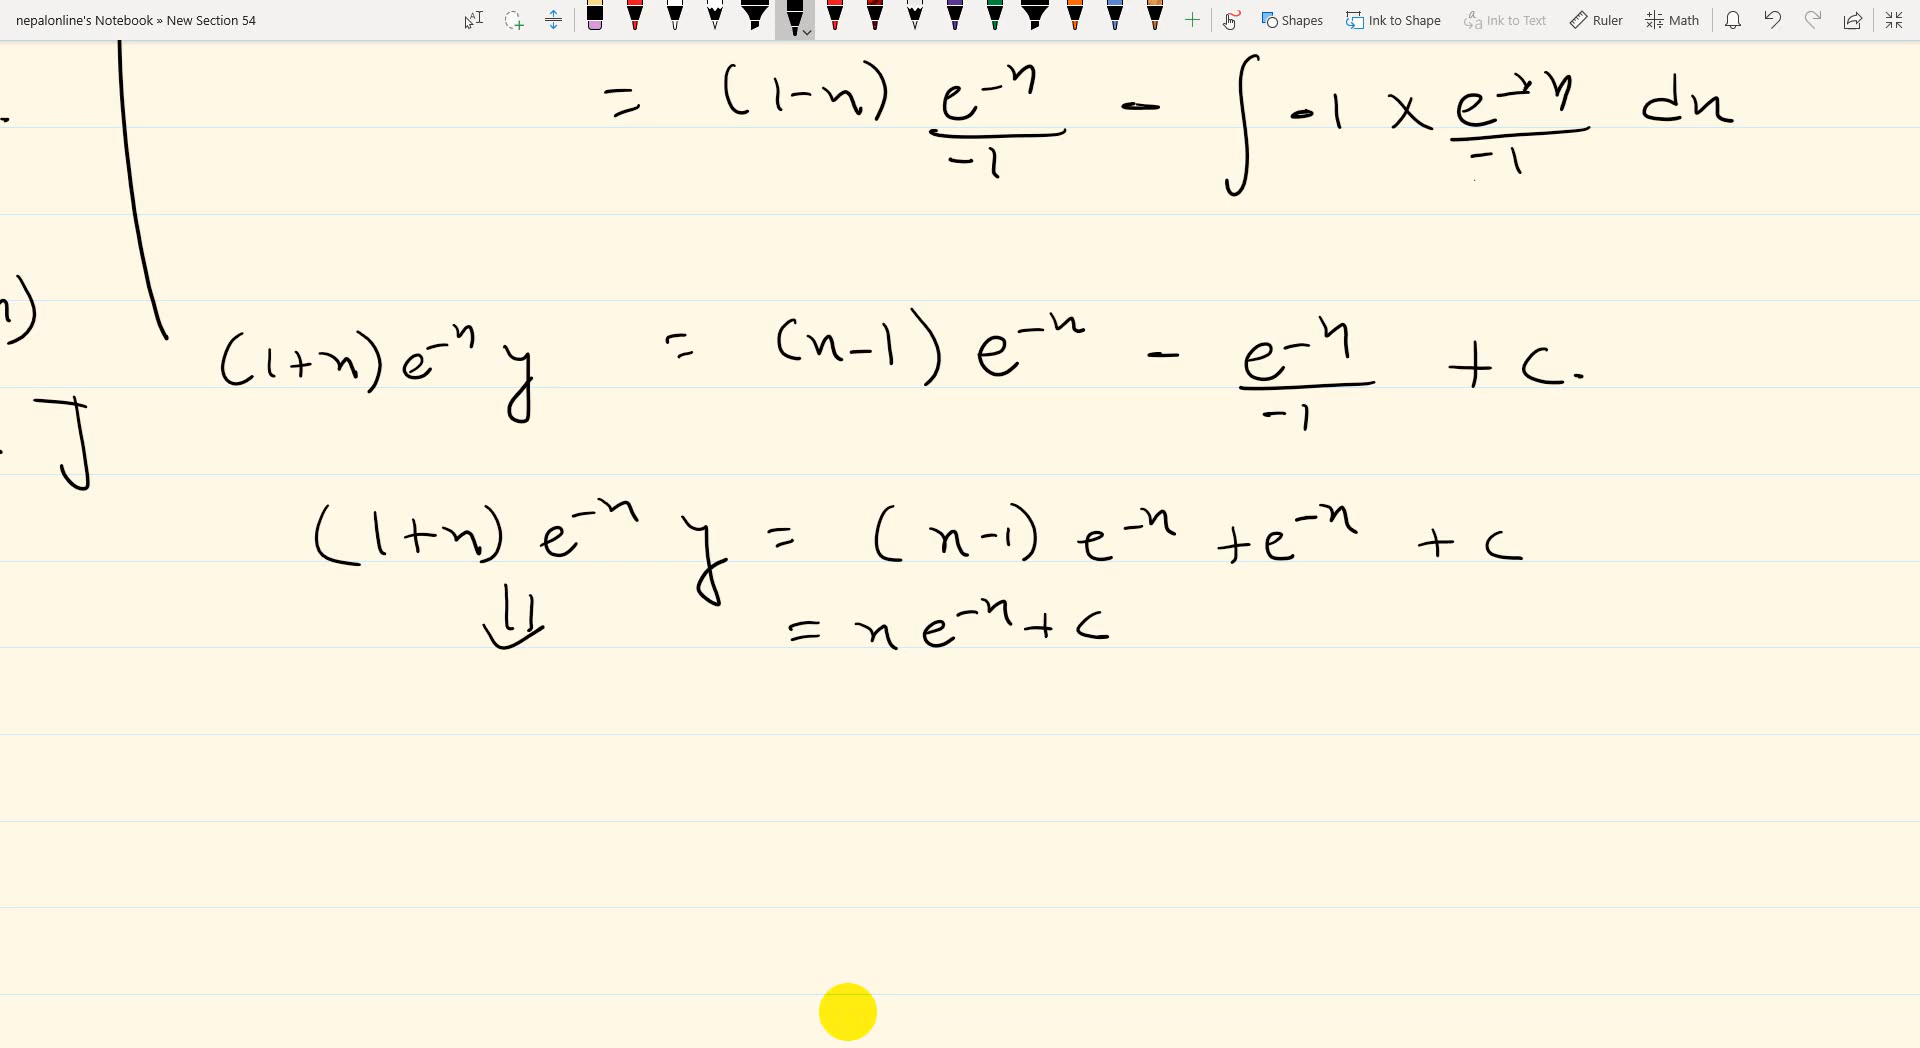 nepalonline's Notebook » New Section 54
Shapes Ink to Shape Ink to Text Ruler Math
= (1-x) e^{-x}/-1 - ∫ -1 × e^{-x}/-1 dx
x)
(1+x) e^{-x} y = (x-1) e^{-x} - e^{-x}/-1 + c.
(1+x) e^{-x} y = (x-1) e^{-x} + e^{-x} + c
= x e^{-x} + c